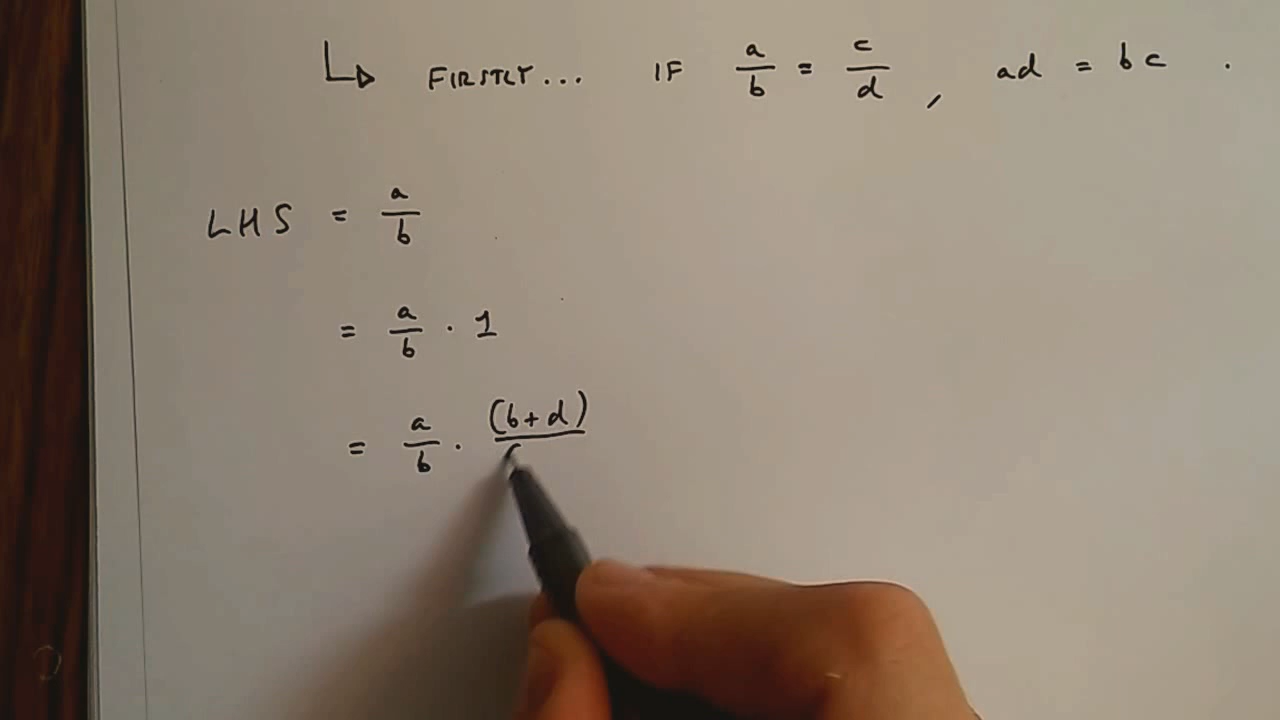 ↳ FIRSTLY... IF a/b = c/d , ad = bc .
LHS = a/b
= a/b · 1
= a/b · (b+d)/(